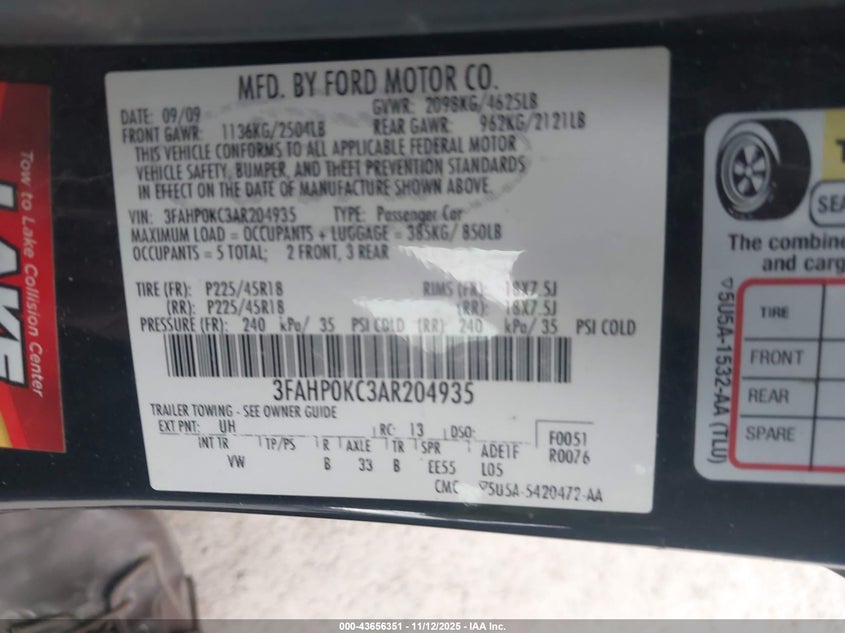 MFD. BY FORD MOTOR CO.
DATE: 09/09 GVWR: 2098KG/4625LB
FRONT GAWR: 1136KG/2504LB REAR GAWR: 962KG/2121LB
THIS VEHICLE CONFORMS TO ALL APPLICABLE FEDERAL MOTOR
VEHICLE SAFETY, BUMPER, AND THEFT PREVENTION STANDARDS
IN EFFECT ON THE DATE OF MANUFACTURE SHOWN ABOVE.
VIN: 3FAHP0KC3AR204935 TYPE: Passenger Car
MAXIMUM LOAD = OCCUPANTS + LUGGAGE = 385KG/ 850LB
OCCUPANTS = 5 TOTAL; 2 FRONT, 3 REAR
TIRE (FR): P225/45R18 RIMS (FR): 18X7.5J
(RR): P225/45R18 (RR): 18X7.5J
PRESSURE (FR): 240 kPa/ 35 PSI COLD (RR): 240 kPa/ 35 PSI COLD
3FAHP0KC3AR204935
TRAILER TOWING - SEE OWNER GUIDE
EXT PNT: UH RC: 13 DSO: F0051
INT TR TP/PS R AXLE TR SPR ADE1F R0076
VW B 33 B EE55 L05
CMC 5U5A-5420472-AA
Tow to Lake Collision Center
LAKE
T
SEA
The combine
and carg
TIRE
FRONT
REAR
SPARE
5U5A-1532-AA (TLU)
000-43656351 | 11/12/2025 | IAA Inc.